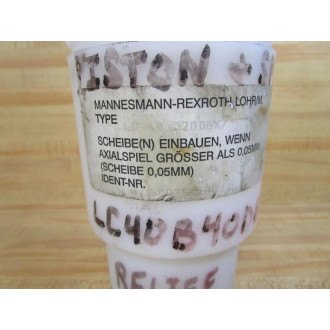 PISTON +
MANNESMANN-REXROTH LOHR/M.
TYPE
SCHEIBE(N) EINBAUEN, WENN
AXIALSPIEL GRÖSSER ALS 0,05MM
(SCHEIBE 0,05MM)
IDENT-NR.
LC40B40D
RELIEF